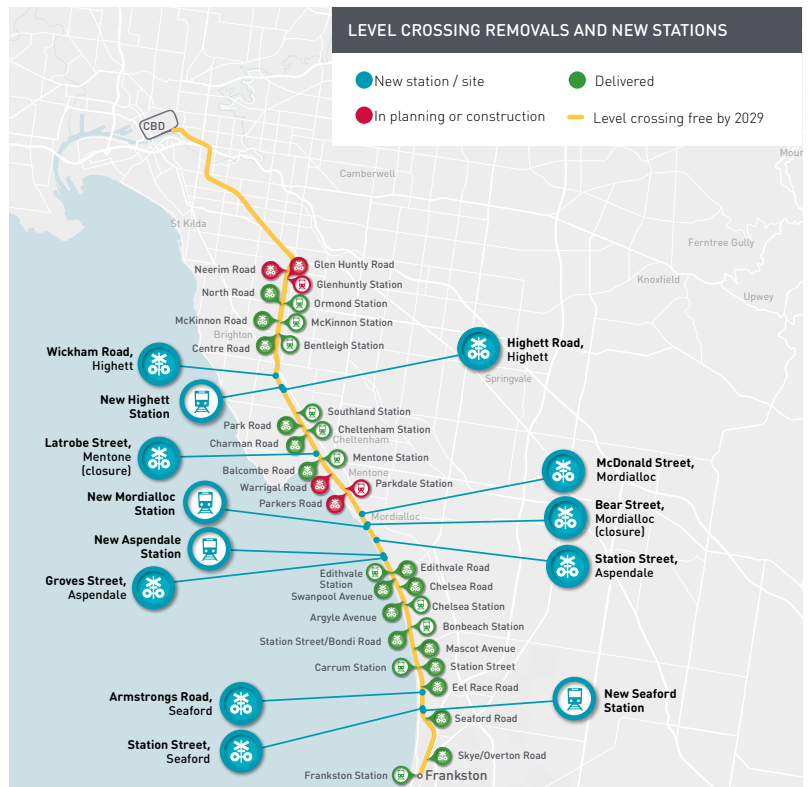 LEVEL CROSSING REMOVALS AND NEW STATIONS
New station / site
Delivered
In planning or construction
Level crossing free by 2029
CBD
Camberwell
St Kilda
Ferntree Gully
Knoxfield
Upwey
Neerim Road
Glen Huntly Road
Glenhuntly Station
North Road
Ormond Station
McKinnon Road
McKinnon Station
Brighton
Centre Road
Bentleigh Station
Wickham Road,
Highett
Highett Road,
Highett
Springvale
New Highett
Station
Southland Station
Park Road
Cheltenham Station
Charman Road
Cheltenham
Latrobe Street,
Mentone
(closure)
Mentone Station
Balcombe Road
Mentone
Warrigal Road
Parkdale Station
Parkers Road
McDonald Street,
Mordialloc
New Mordialloc
Station
Mordialloc
Bear Street,
Mordialloc
(closure)
New Aspendale
Station
Station Street,
Aspendale
Groves Street,
Aspendale
Edithvale
Station
Edithvale Road
Swanpool Avenue
Chelsea Road
Chelsea Station
Argyle Avenue
Bonbeach Station
Station Street/Bondi Road
Mascot Avenue
Carrum Station
Station Street
Eel Race Road
Armstrongs Road,
Seaford
New Seaford
Station
Seaford Road
Station Street,
Seaford
Skye/Overton Road
Frankston Station
Frankston